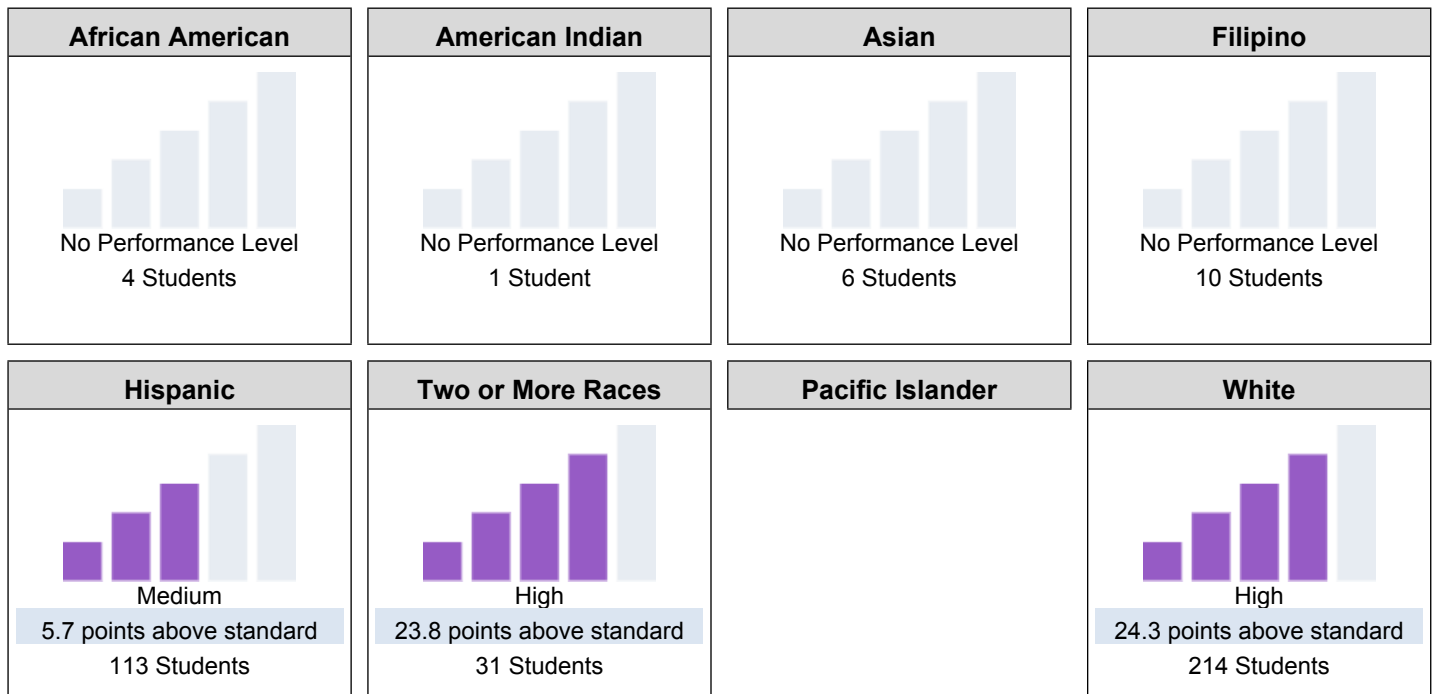 African American
No Performance Level
4 Students
American Indian
No Performance Level
1 Student
Asian
No Performance Level
6 Students
Filipino
No Performance Level
10 Students
Hispanic
Medium
5.7 points above standard
113 Students
Two or More Races
High
23.8 points above standard
31 Students
Pacific Islander
White
High
24.3 points above standard
214 Students